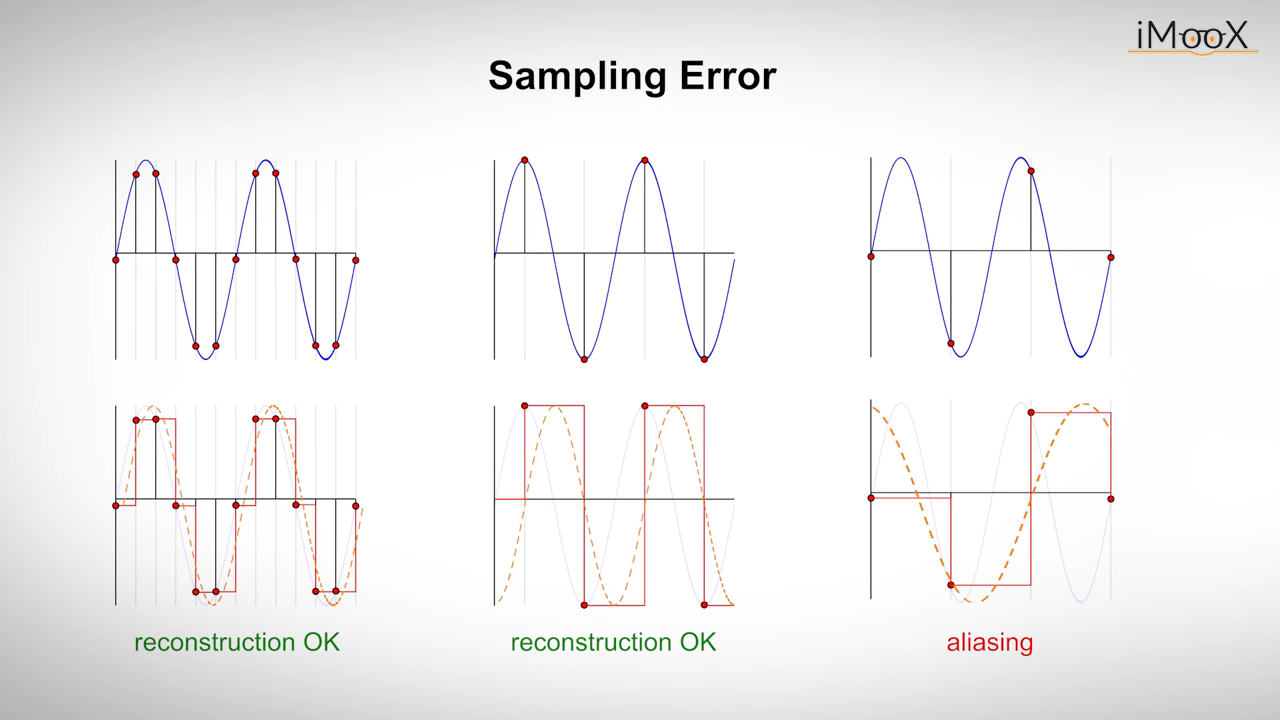 iMooX
Sampling Error
reconstruction OK
reconstruction OK
aliasing